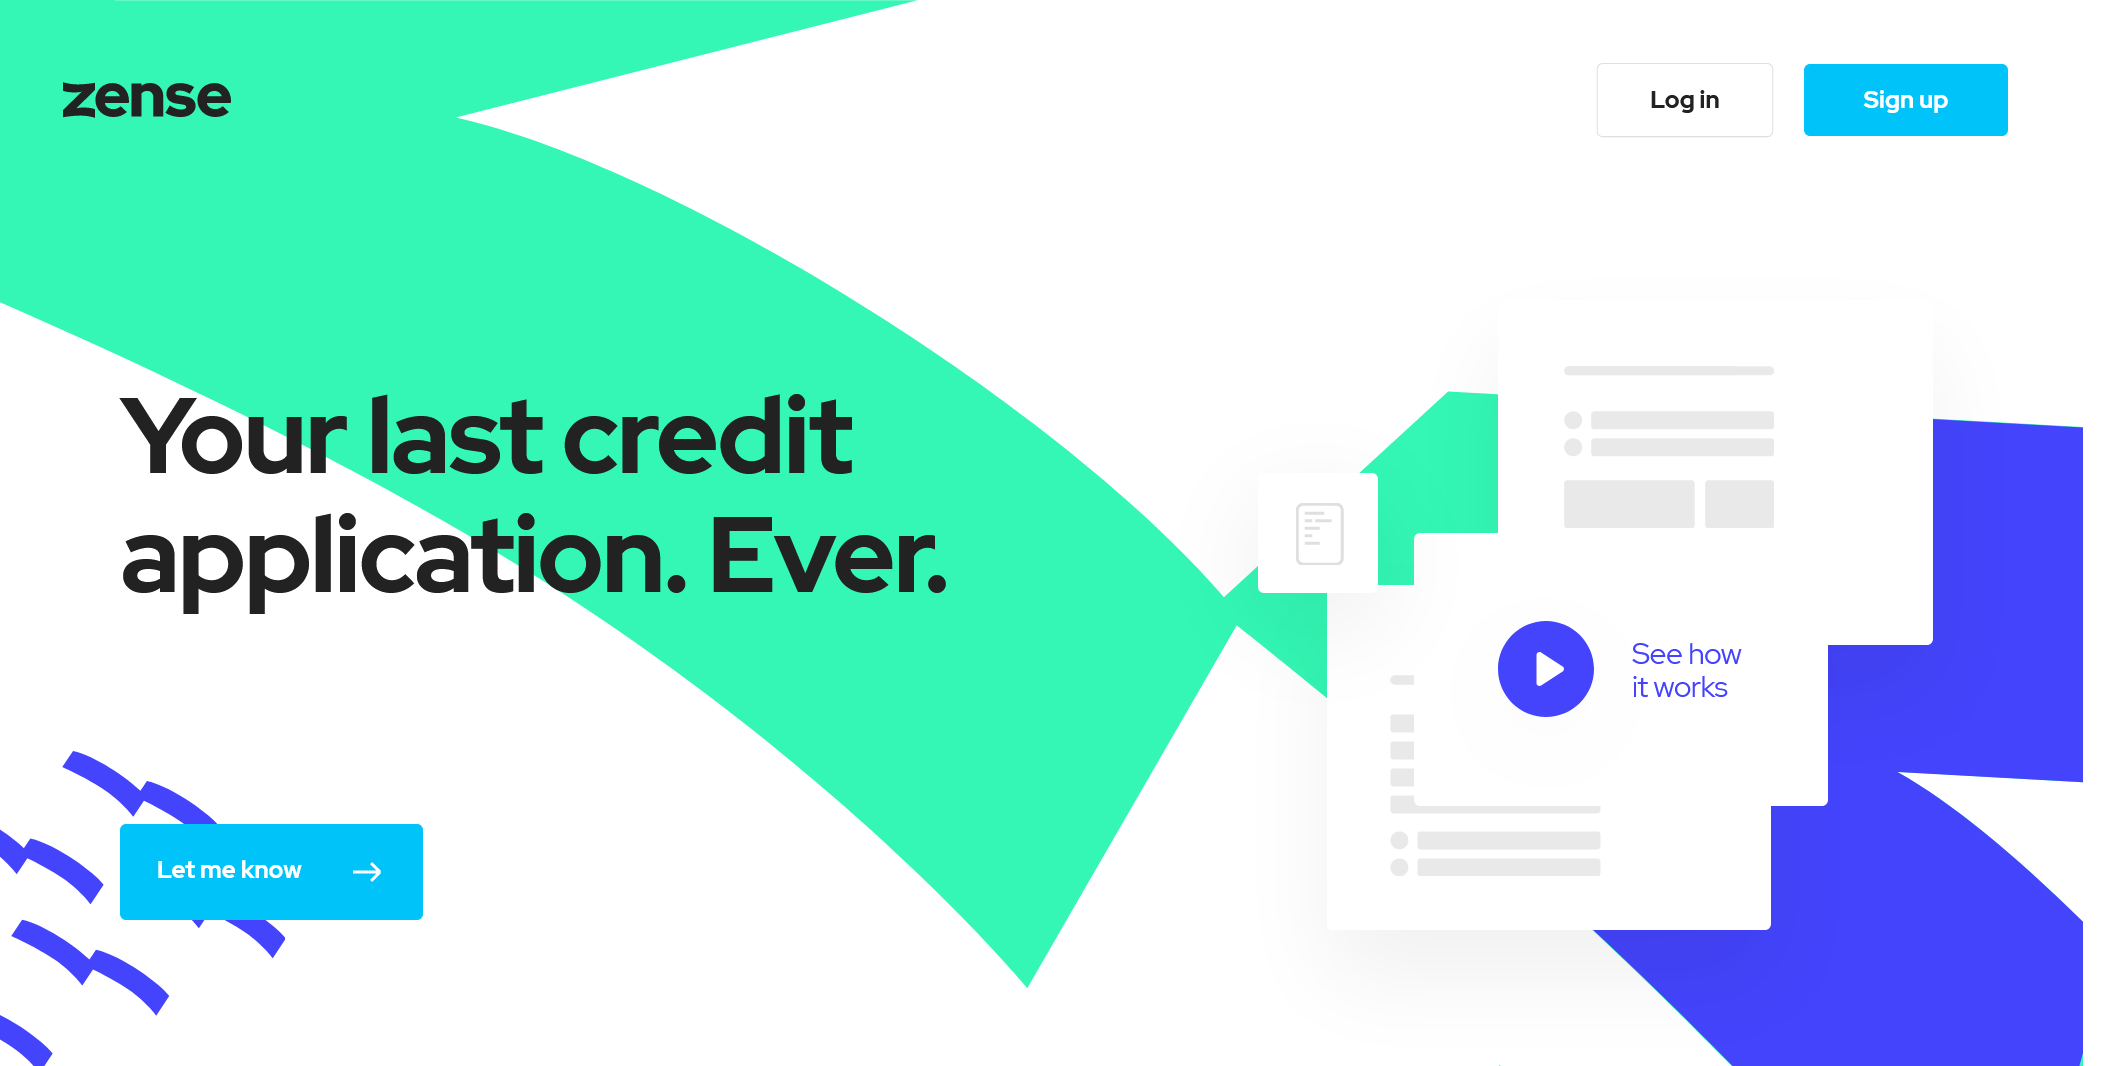 zense
Log in
Sign up
Your last credit
application. Ever.
See how
it works
Let me know